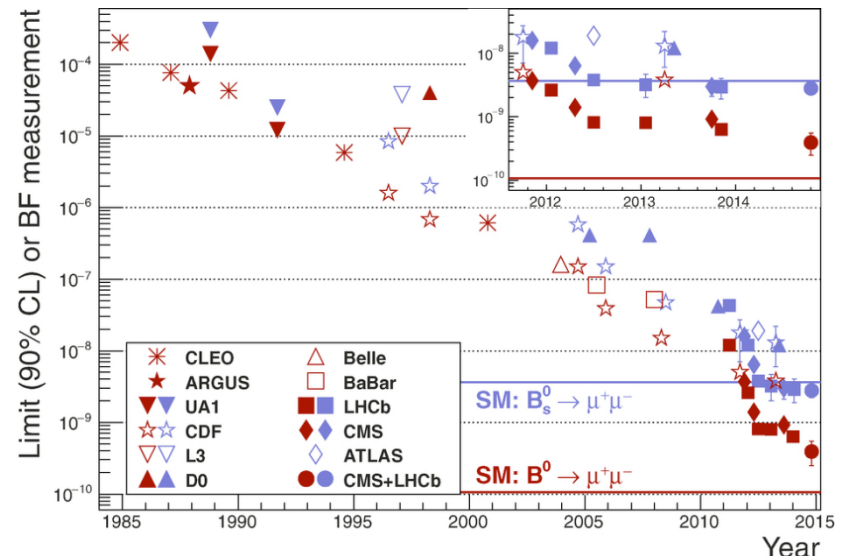 Limit (90% CL) or BF measurement
10⁻⁴
10⁻⁵
10⁻⁶
10⁻⁷
10⁻⁸
10⁻⁹
10⁻¹⁰
10⁻⁸
10⁻⁹
10⁻¹⁰
2012 2013 2014
CLEO Belle
ARGUS BaBar
UA1 LHCb
CDF CMS
L3 ATLAS
D0 CMS+LHCb
SM: B⁰ₛ → μ⁺μ⁻
SM: B⁰ → μ⁺μ⁻
1985 1990 1995 2000 2005 2010 2015
Year